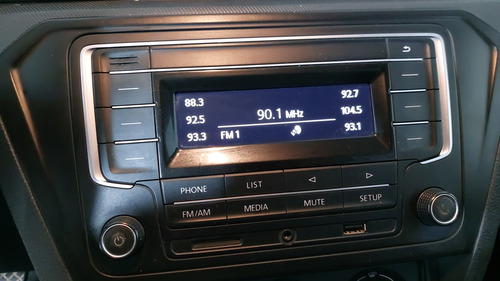 88.3 92.7
92.5 90.1 MHz 104.5
93.3 FM 1 93.1
PHONE LIST
FM/AM MEDIA MUTE SETUP